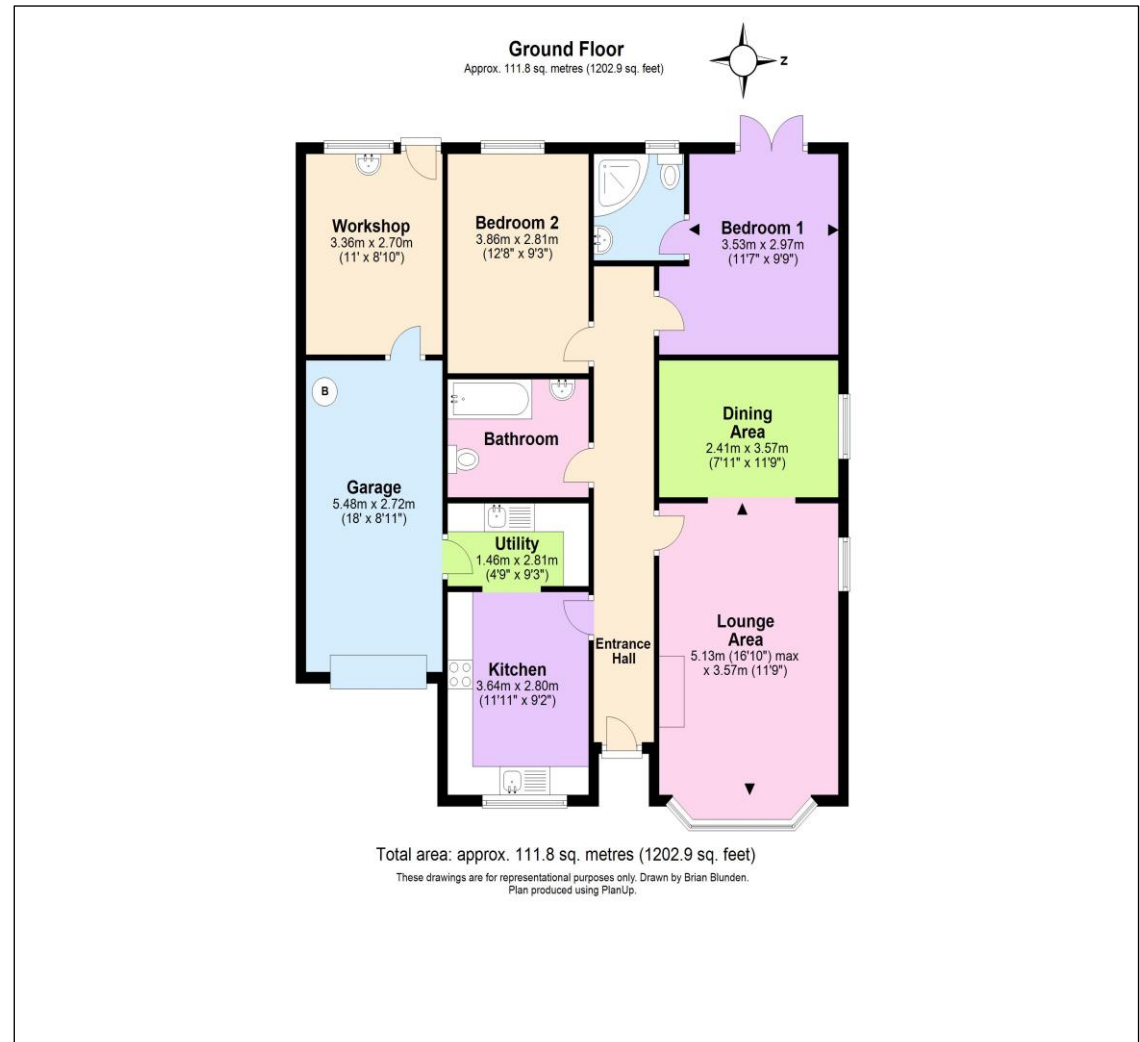 Ground Floor
Approx. 111.8 sq. metres (1202.9 sq. feet)
N
Workshop
3.36m x 2.70m
(11' x 8'10")
Bedroom 2
3.86m x 2.81m
(12'8" x 9'3")
Bedroom 1
3.53m x 2.97m
(11'7" x 9'9")
B
Garage
5.48m x 2.72m
(18' x 8'11")
Bathroom
Dining
Area
2.41m x 3.57m
(7'11" x 11'9")
Utility
1.46m x 2.81m
(4'9" x 9'3")
Kitchen
3.64m x 2.80m
(11'11" x 9'2")
Entrance
Hall
Lounge
Area
5.13m (16'10") max
x 3.57m (11'9")
Total area: approx. 111.8 sq. metres (1202.9 sq. feet)
These drawings are for representational purposes only. Drawn by Brian Blunden.
Plan produced using PlanUp.